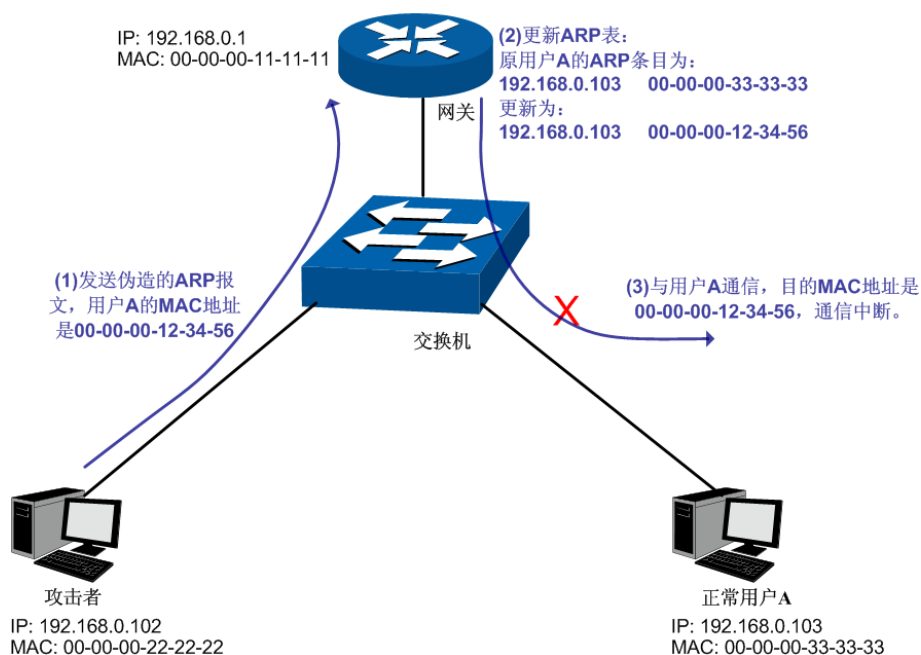 IP: 192.168.0.1
MAC: 00-00-00-11-11-11
网关
(2)更新ARP表：
原用户A的ARP条目为：
192.168.0.103 00-00-00-33-33-33
更新为：
192.168.0.103 00-00-00-12-34-56
(1)发送伪造的ARP报
文，用户A的MAC地址
是00-00-00-12-34-56
交换机
X
(3)与用户A通信，目的MAC地址是
00-00-00-12-34-56，通信中断。
攻击者
IP: 192.168.0.102
MAC: 00-00-00-22-22-22
正常用户A
IP: 192.168.0.103
MAC: 00-00-00-33-33-33